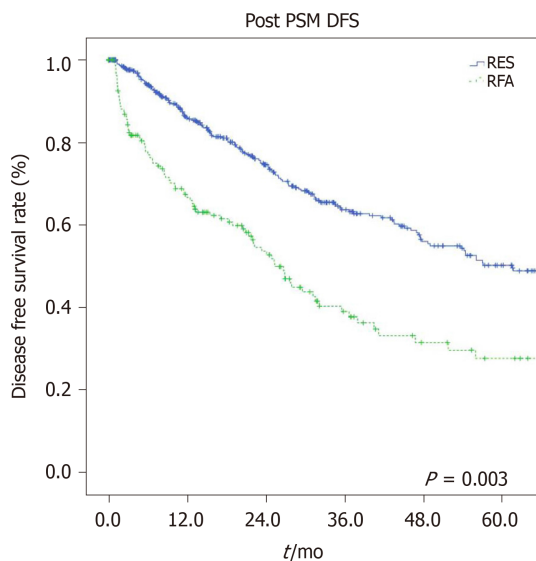 Post PSM DFS
RES
RFA
Disease free survival rate (%)
1.0
0.8
0.6
0.4
0.2
0.0
P = 0.003
0.0 12.0 24.0 36.0 48.0 60.0
t/mo